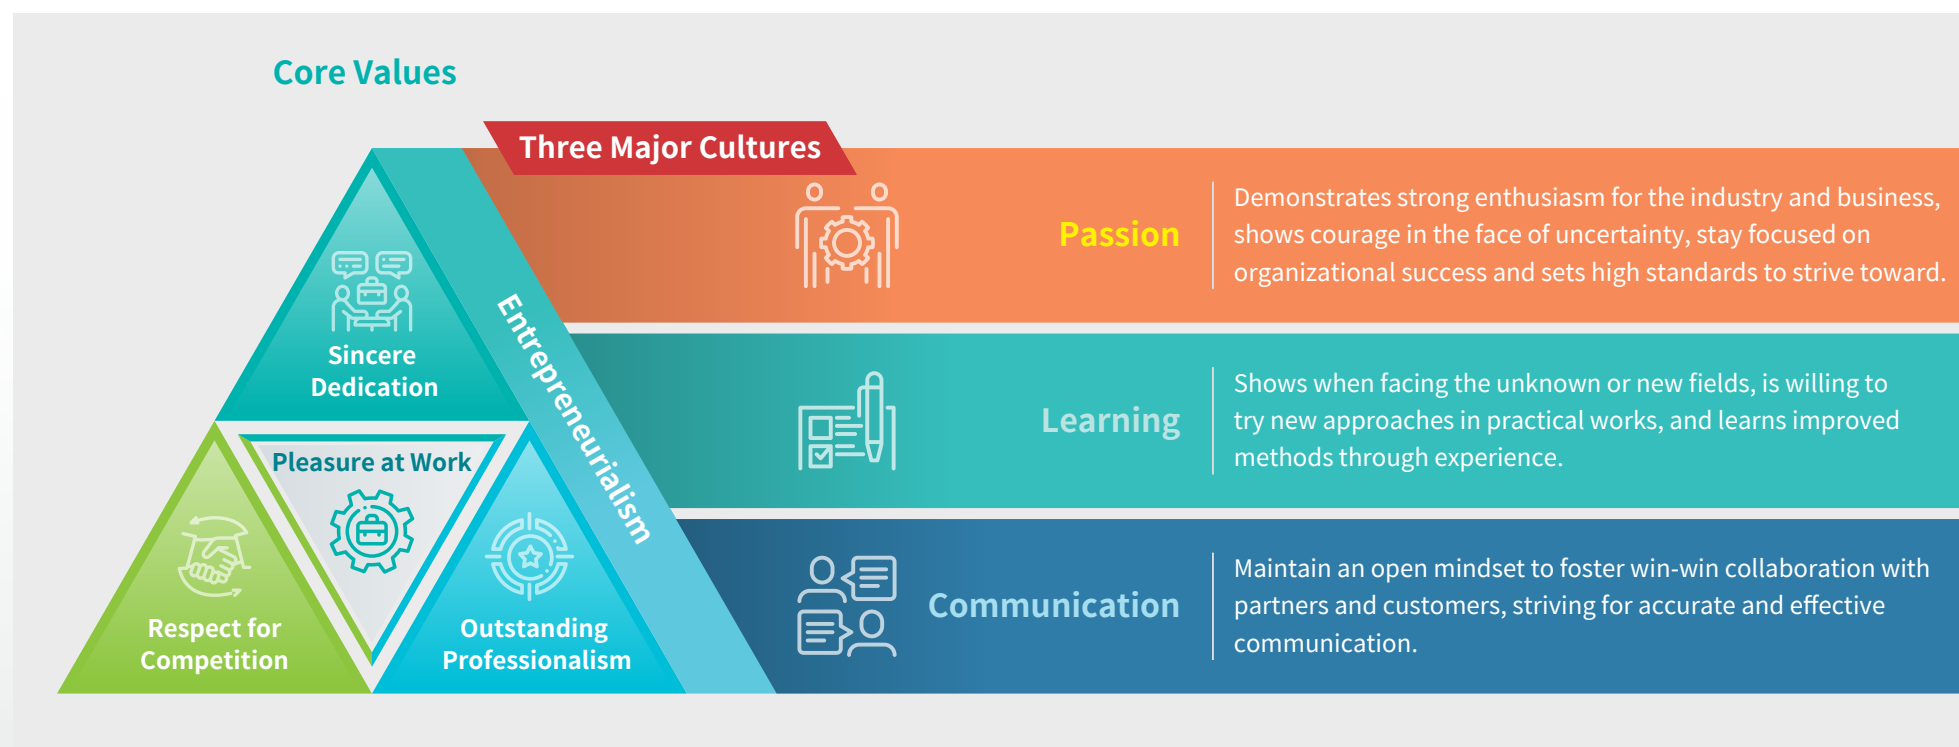 Core Values
Three Major Cultures
Sincere
Dedication
Pleasure at Work
Respect for
Competition
Outstanding
Professionalism
Entrepreneurialism
Passion
Demonstrates strong enthusiasm for the industry and business,
shows courage in the face of uncertainty, stay focused on
organizational success and sets high standards to strive toward.
Learning
Shows when facing the unknown or new fields, is willing to
try new approaches in practical works, and learns improved
methods through experience.
Communication
Maintain an open mindset to foster win-win collaboration with
partners and customers, striving for accurate and effective
communication.